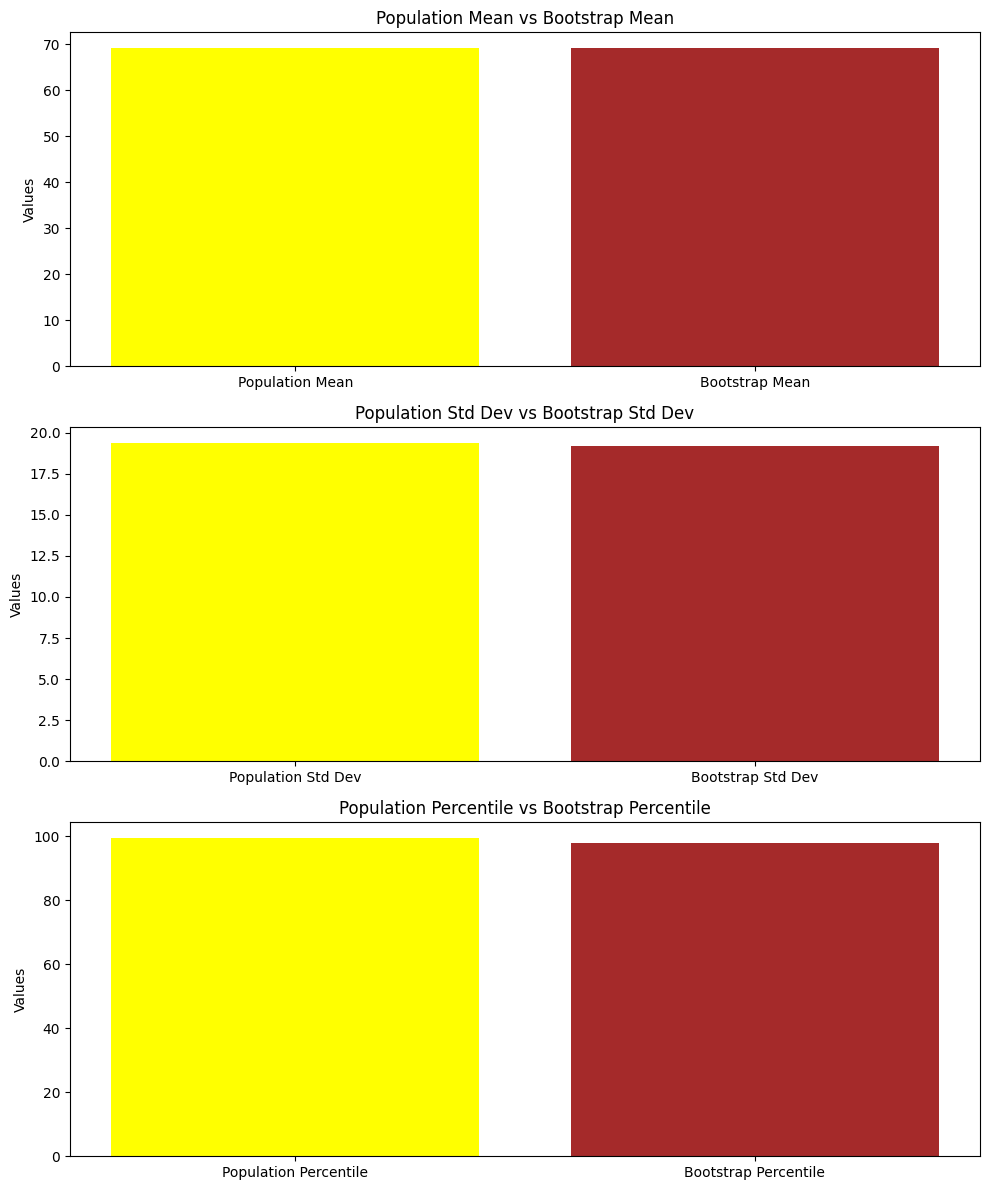 Population Mean vs Bootstrap Mean
70
60
50
40
30
20
10
0
Values
Population Mean
Bootstrap Mean
Population Std Dev vs Bootstrap Std Dev
20.0
17.5
15.0
12.5
10.0
7.5
5.0
2.5
0.0
Values
Population Std Dev
Bootstrap Std Dev
Population Percentile vs Bootstrap Percentile
100
80
60
40
20
0
Values
Population Percentile
Bootstrap Percentile